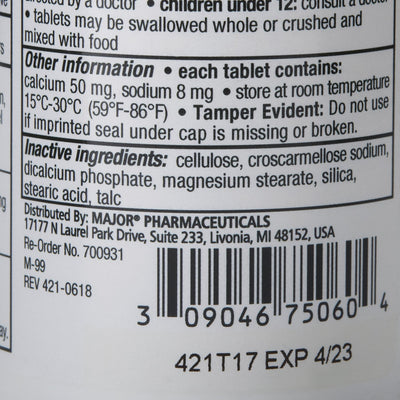 directed by a doctor • children under 12: consult a doctor
• tablets may be swallowed whole or crushed and
mixed with food
Other information • each tablet contains:
calcium 50 mg, sodium 8 mg • store at room temperature
15°C-30°C (59°F-86°F) • Tamper Evident: Do not use
if imprinted seal under cap is missing or broken.
Inactive ingredients: cellulose, croscarmellose sodium,
dicalcium phosphate, magnesium stearate, silica,
stearic acid, talc
Distributed By: MAJOR® PHARMACEUTICALS
17177 N Laurel Park Drive, Suite 233, Livonia, MI 48152, USA
Re-Order No. 700931
M-99
REV 421-0618
3 09046 75060 4
421T17 EXP 4/23